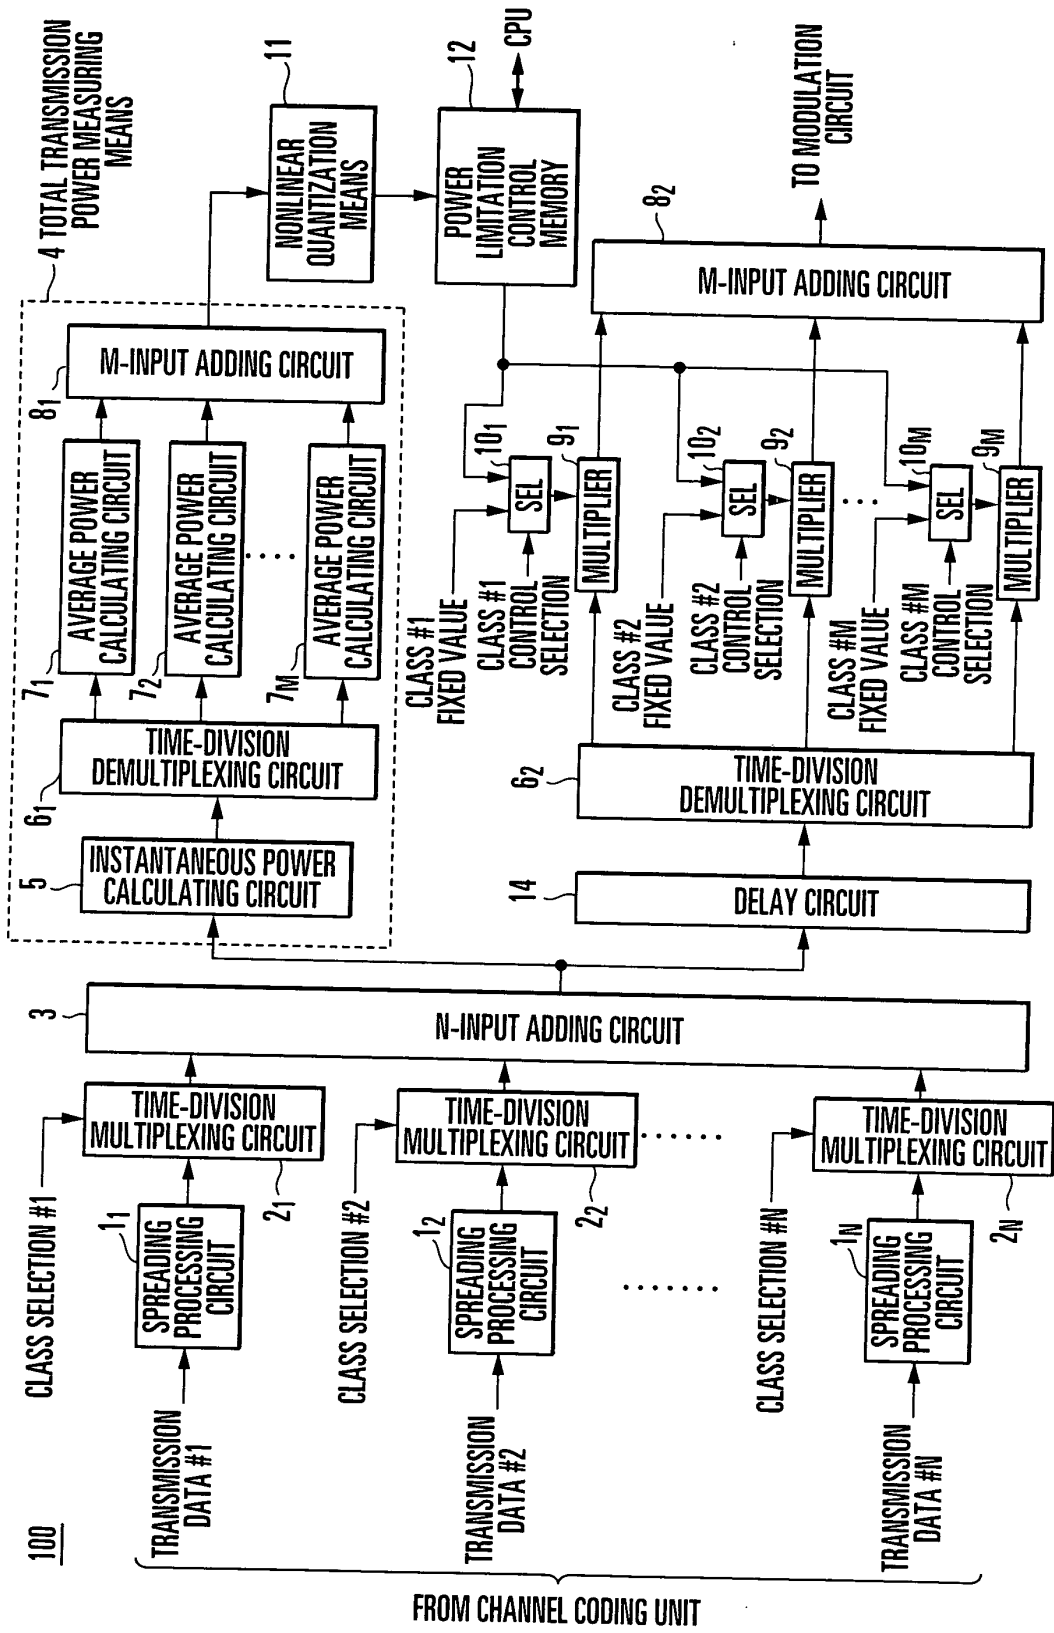 100
FROM CHANNEL CODING UNIT
TRANSMISSION
DATA #1
TRANSMISSION
DATA #2
TRANSMISSION
DATA #N
CLASS SELECTION #1
1₁
SPREADING
PROCESSING
CIRCUIT
CLASS SELECTION #2
1₂
SPREADING
PROCESSING
CIRCUIT
CLASS SELECTION #N
1N
SPREADING
PROCESSING
CIRCUIT
TIME-DIVISION
MULTIPLEXING CIRCUIT
2₁
TIME-DIVISION
MULTIPLEXING CIRCUIT
2₂
TIME-DIVISION
MULTIPLEXING CIRCUIT
2N
3
N-INPUT ADDING CIRCUIT
4 TOTAL TRANSMISSION
POWER MEASURING
MEANS
5
INSTANTANEOUS POWER
CALCULATING CIRCUIT
6₁
TIME-DIVISION
DEMULTIPLEXING CIRCUIT
7₁
AVERAGE POWER
CALCULATING CIRCUIT
7₂
AVERAGE POWER
CALCULATING CIRCUIT
7M
AVERAGE POWER
CALCULATING CIRCUIT
8₁
M-INPUT ADDING CIRCUIT
11
NONLINEAR
QUANTIZATION
MEANS
12
POWER
LIMITATION
CONTROL
MEMORY
CPU
14
DELAY CIRCUIT
6₂
TIME-DIVISION
DEMULTIPLEXING CIRCUIT
CLASS #1
FIXED VALUE
CLASS #1
CONTROL
SELECTION
10₁
SEL
9₁
MULTIPLIER
CLASS #2
FIXED VALUE
CLASS #2
CONTROL
SELECTION
10₂
SEL
9₂
MULTIPLIER
CLASS #M
FIXED VALUE
CLASS #M
CONTROL
SELECTION
10M
SEL
9M
MULTIPLIER
8₂
M-INPUT ADDING CIRCUIT
TO MODULATION
CIRCUIT